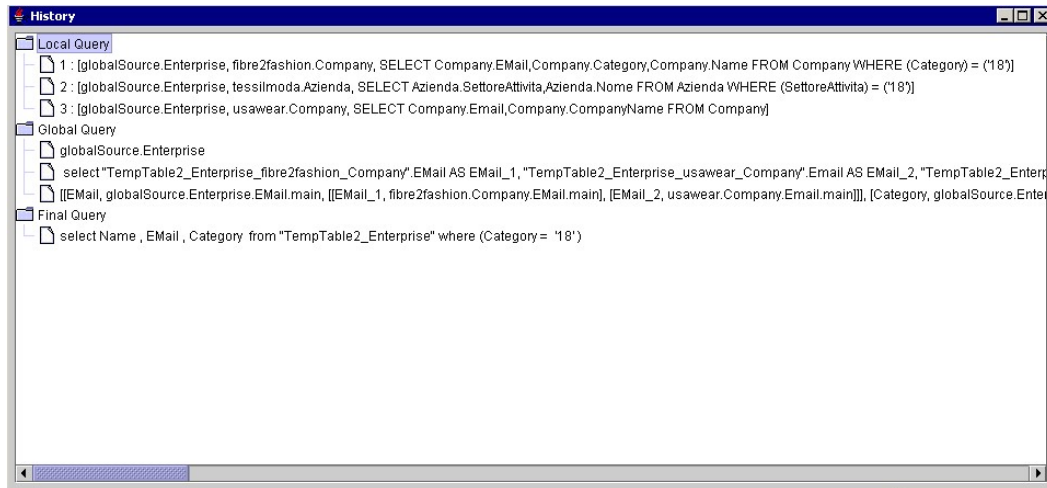 History
Local Query
1 : [globalSource.Enterprise, fibre2fashion.Company, SELECT Company.EMail,Company.Category,Company.Name FROM Company WHERE (Category) = ('18')]
2 : [globalSource.Enterprise, tessilmoda.Azienda, SELECT Azienda.SettoreAttivita,Azienda.Nome FROM Azienda WHERE (SettoreAttivita) = ('18')]
3 : [globalSource.Enterprise, usawear.Company, SELECT Company.Email,Company.CompanyName FROM Company]
Global Query
globalSource.Enterprise
select "TempTable2_Enterprise_fibre2fashion_Company".EMail AS EMail_1, "TempTable2_Enterprise_usawear_Company".Email AS EMail_2, "TempTable2_Enterp
[[EMail, globalSource.Enterprise.EMail.main, [[EMail_1, fibre2fashion.Company.EMail.main], [EMail_2, usawear.Company.Email.main]]], [Category, globalSource.Enter
Final Query
select Name , EMail , Category from "TempTable2_Enterprise" where (Category = '18' )